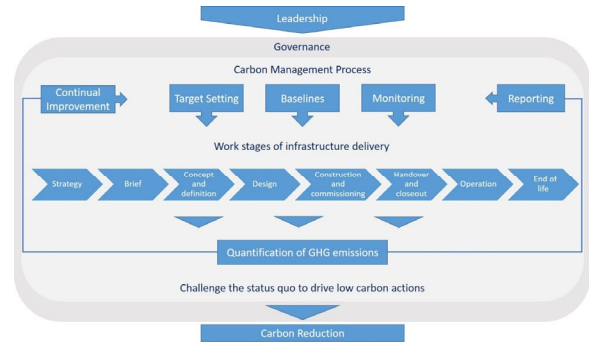 Leadership
Governance
Carbon Management Process
Continual
Improvement
Target Setting
Baselines
Monitoring
Reporting
Work stages of infrastructure delivery
Strategy
Brief
Concept
and
definition
Design
Construction
and
commissioning
Handover
and
closeout
Operation
End of
life
Quantification of GHG emissions
Challenge the status quo to drive low carbon actions
Carbon Reduction